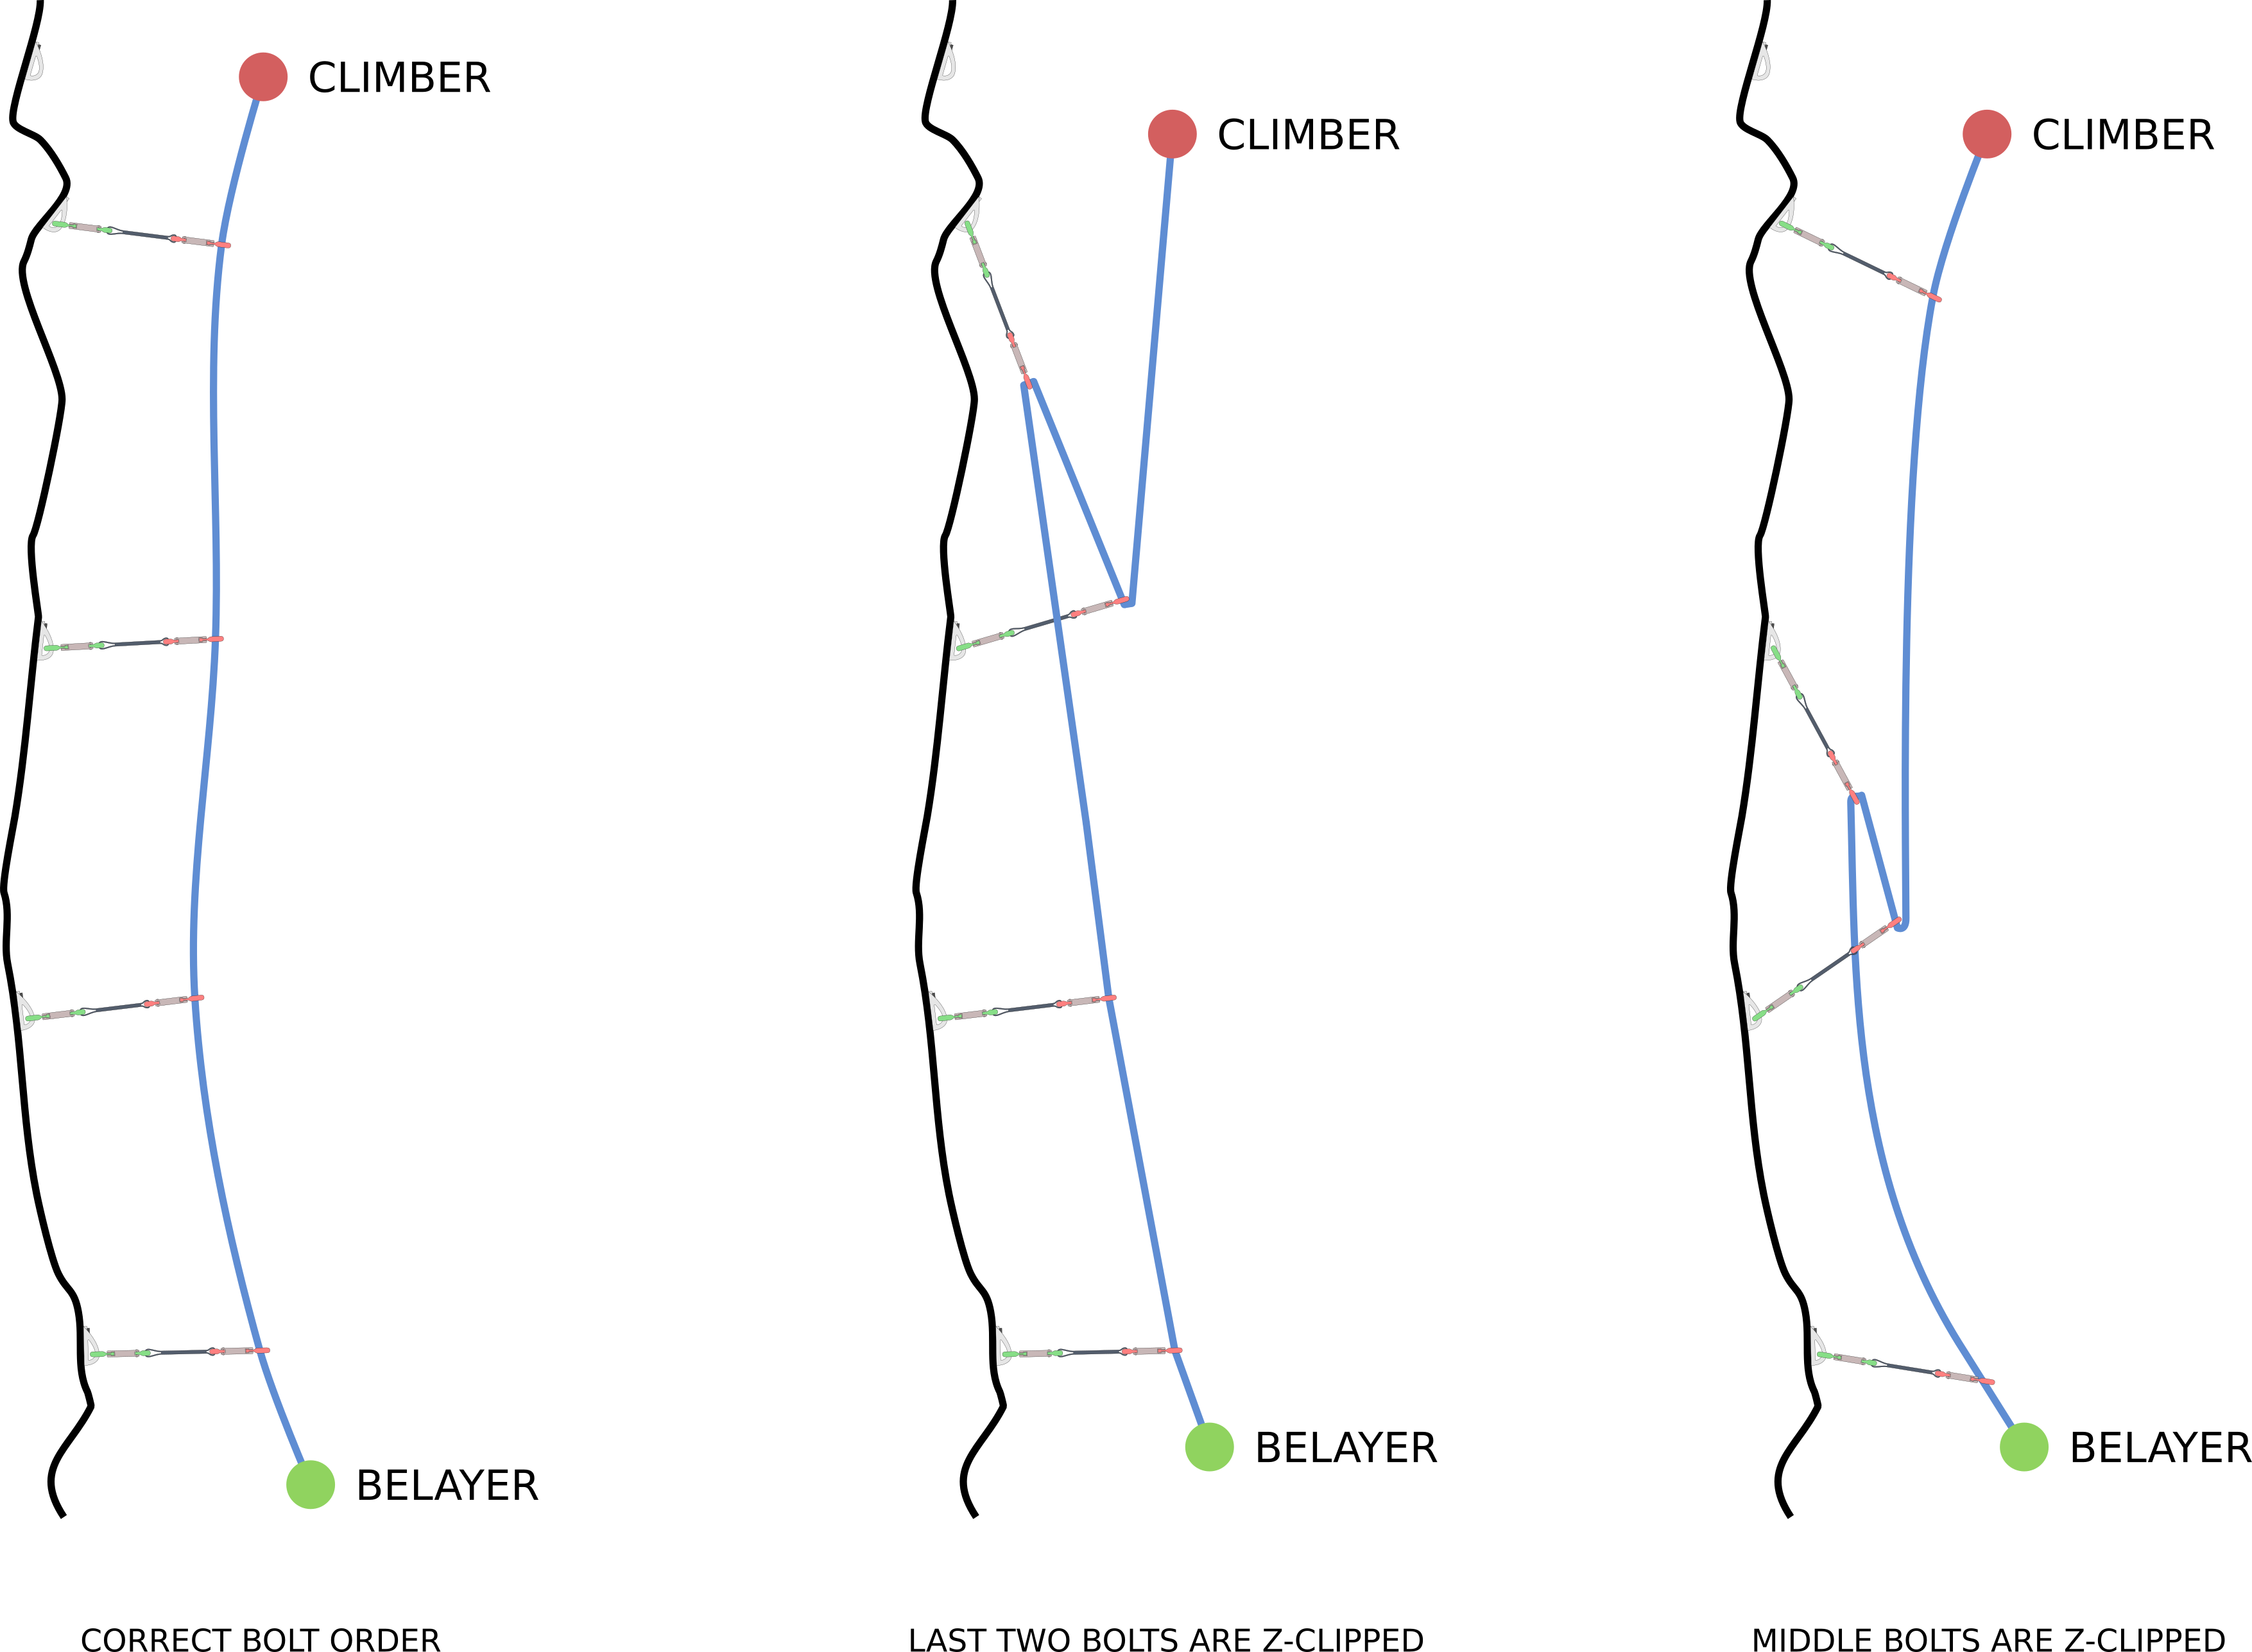 CLIMBER
CLIMBER
CLIMBER
BELAYER
BELAYER
BELAYER
CORRECT BOLT ORDER
LAST TWO BOLTS ARE Z-CLIPPED
MIDDLE BOLTS ARE Z-CLIPPED